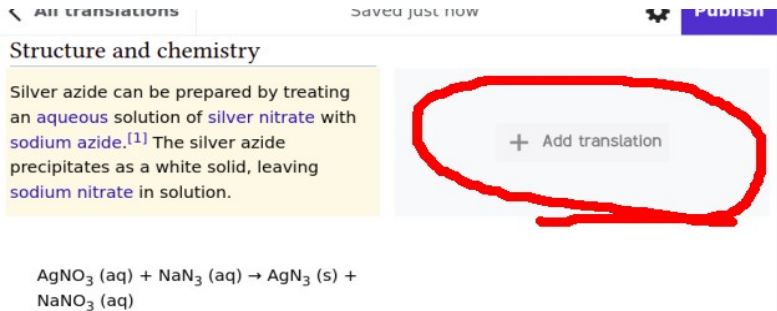 All translations
Saved just now
Publish
Structure and chemistry
Silver azide can be prepared by treating
an aqueous solution of silver nitrate with
sodium azide.[1] The silver azide
precipitates as a white solid, leaving
sodium nitrate in solution.
+ Add translation
AgNO₃ (aq) + NaN₃ (aq) → AgN₃ (s) +
NaNO₃ (aq)